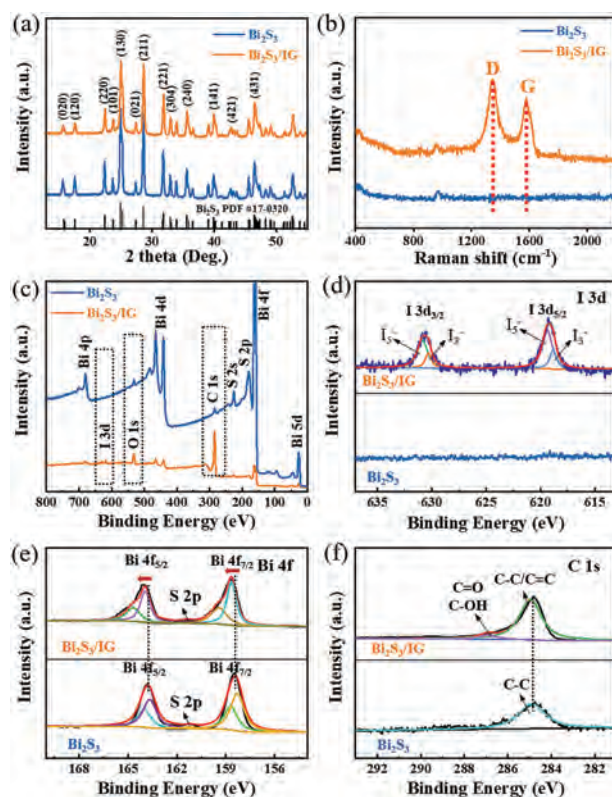 (a)
Bi₂S₃
Bi₂S₃/IG
(020)
(120)
(220)
(101)
(130)
(021)
(211)
(221)
(304)
(240)
(141)
(421)
(431)
Bi₂S₃ PDF #17-0320
Intensity (a.u.)
20 30 40 50
2 theta (Deg.)
(b)
Bi₂S₃
Bi₂S₃/IG
D
G
Intensity (a.u.)
400 800 1200 1600 2000
Raman shift (cm⁻¹)
(c)
Bi₂S₃
Bi₂S₃/IG
Bi 4p
I 3d
O 1s
Bi 4d
C 1s
S 2s
S 2p
Bi 4f
Bi 5d
Intensity (a.u.)
800 700 600 500 400 300 200 100 0
Binding Energy (eV)
(d)
I 3d
I 3d₃/₂
I 3d₅/₂
I₅⁻
I₃⁻
Bi₂S₃/IG
Bi₂S₃
Intensity (a.u.)
635 630 625 620
Binding Energy (eV)
(e)
Bi 4f₅/₂
Bi 4f₇/₂
Bi 4f
S 2p
Bi₂S₃/IG
Bi 4f₅/₂
Bi 4f₇/₂
S 2p
Bi₂S₃
Intensity (a.u.)
168 165 162 159 156
Binding Energy (eV)
(f)
C 1s
C=O
C-OH
C-C/C=C
Bi₂S₃/IG
C-C
Bi₂S₃
Intensity (a.u.)
292 290 288 286 284 282
Binding Energy (eV)